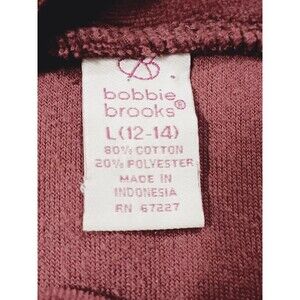 bobbie
brooks®
L(12-14)
80% COTTON
20% POLYESTER
MADE IN
INDONESIA
RN 67227